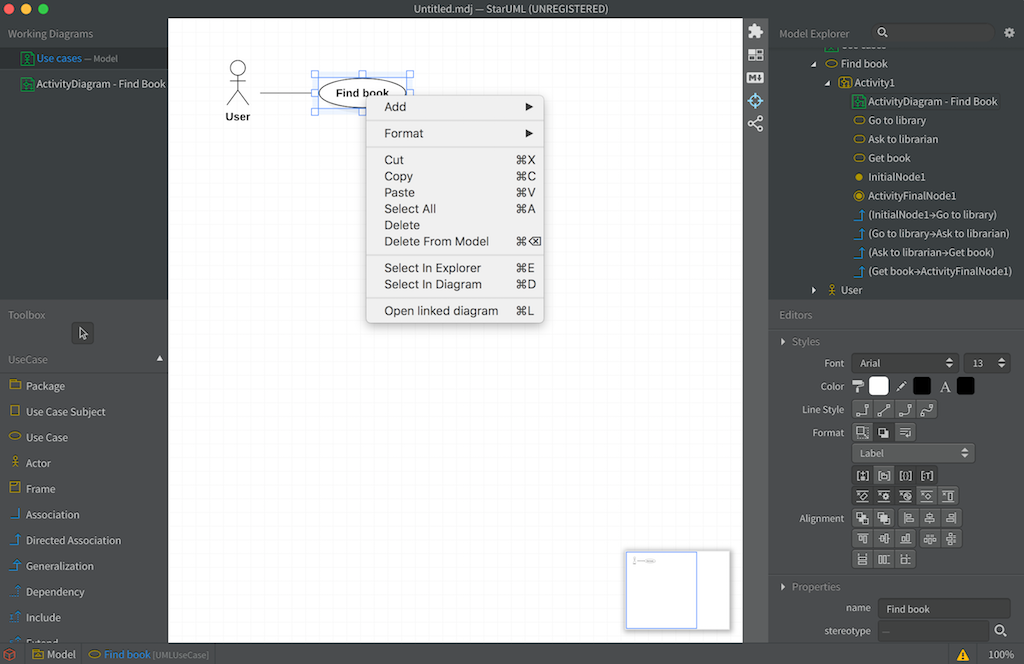 Untitled.mdj — StarUML (UNREGISTERED)
Working Diagrams
Use cases — Model
ActivityDiagram — Find Book
User
Find book
Add
Format
Cut ⌘X
Copy ⌘C
Paste ⌘V
Select All ⌘A
Delete
Delete From Model ⌘⌫
Select In Explorer ⌘E
Select In Diagram ⌘D
Open linked diagram ⌘L
Toolbox
UseCase
Package
Use Case Subject
Use Case
Actor
Frame
Association
Directed Association
Generalization
Dependency
Include
Extend
Model Explorer
Use cases
Find book
Activity1
ActivityDiagram - Find Book
Go to library
Ask to librarian
Get book
InitialNode1
ActivityFinalNode1
(InitialNode1→Go to library)
(Go to library→Ask to librarian)
(Ask to librarian→Get book)
(Get book→ActivityFinalNode1)
User
Editors
Styles
Font Arial 13
Color A
Line Style
Format
Label
Alignment
Properties
name Find book
stereotype —
Model Find book [UMLUseCase]
100%